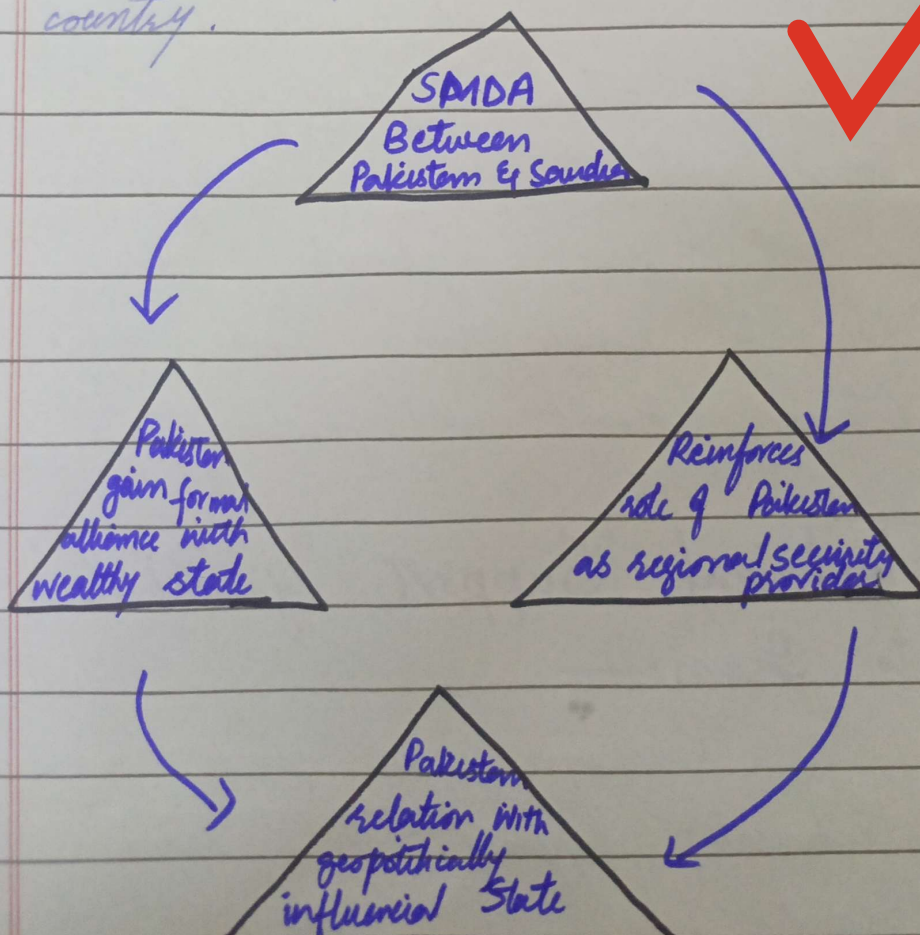 country.
SMDA
Between
Pakistan & Saudia
Pakistan
gain formal
alliance with
wealthy state
Reinforces
role of Pakistan
as regional security
provider
Pakistan
relation with
geopolitically
influencial State